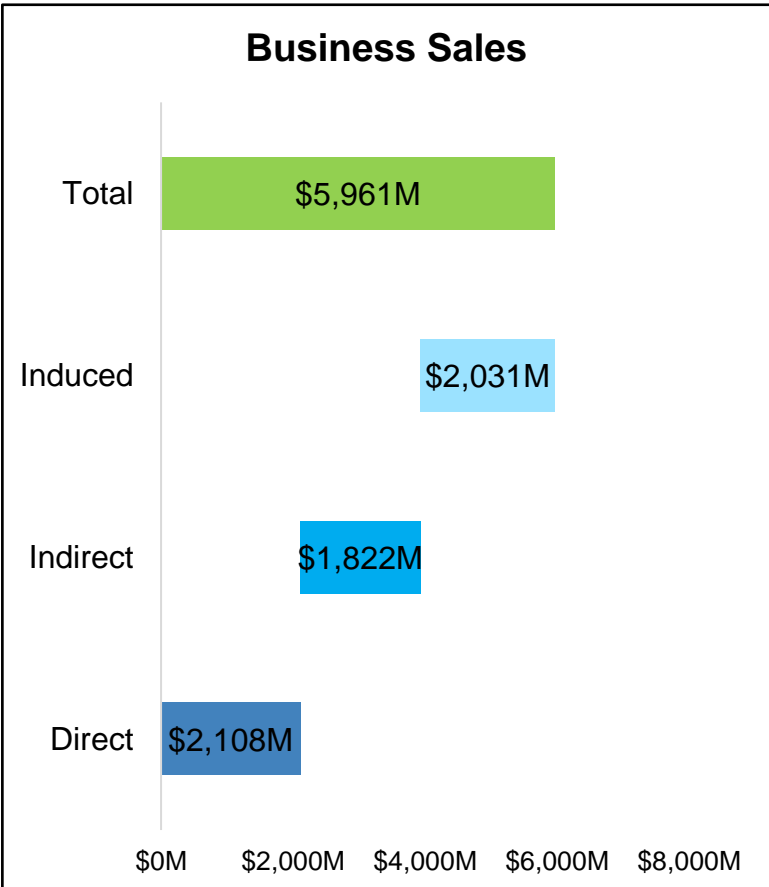 Business Sales
Total
$5,961M
Induced
$2,031M
Indirect
$1,822M
Direct
$2,108M
$0M $2,000M $4,000M $6,000M $8,000M